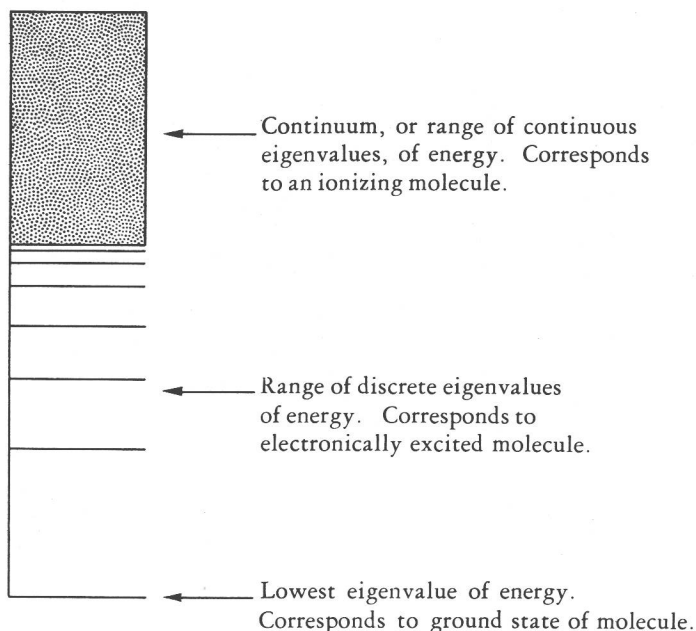 Continuum, or range of continuous
eigenvalues, of energy. Corresponds
to an ionizing molecule.
Range of discrete eigenvalues
of energy. Corresponds to
electronically excited molecule.
Lowest eigenvalue of energy.
Corresponds to ground state of molecule.